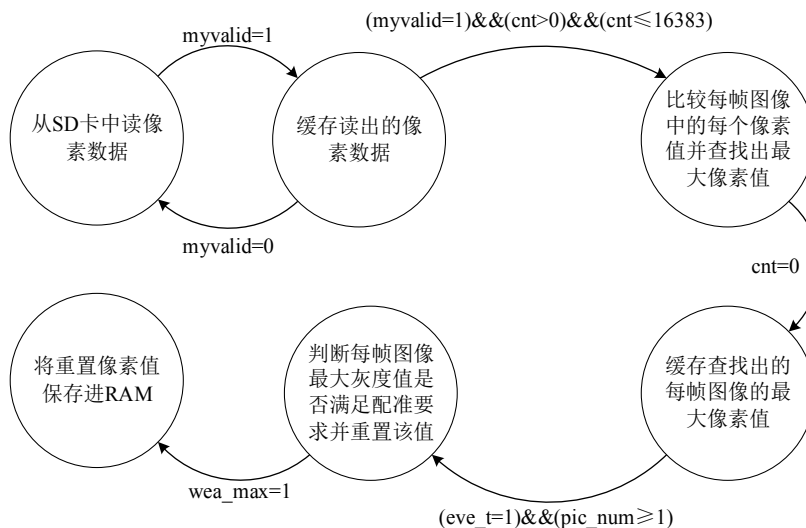 myvalid=1
(myvalid=1)&&(cnt>0)&&(cnt≤16383)
从SD卡中读像
素数据
缓存读出的像
素数据
比较每帧图像
中的每个像素
值并查找出最
大像素值
myvalid=0
cnt=0
将重置像素值
保存进RAM
判断每帧图像
最大灰度值是
否满足配准要
求并重置该值
缓存查找出的
每帧图像的最
大像素值
wea_max=1
(eve_t=1)&&(pic_num≥1)